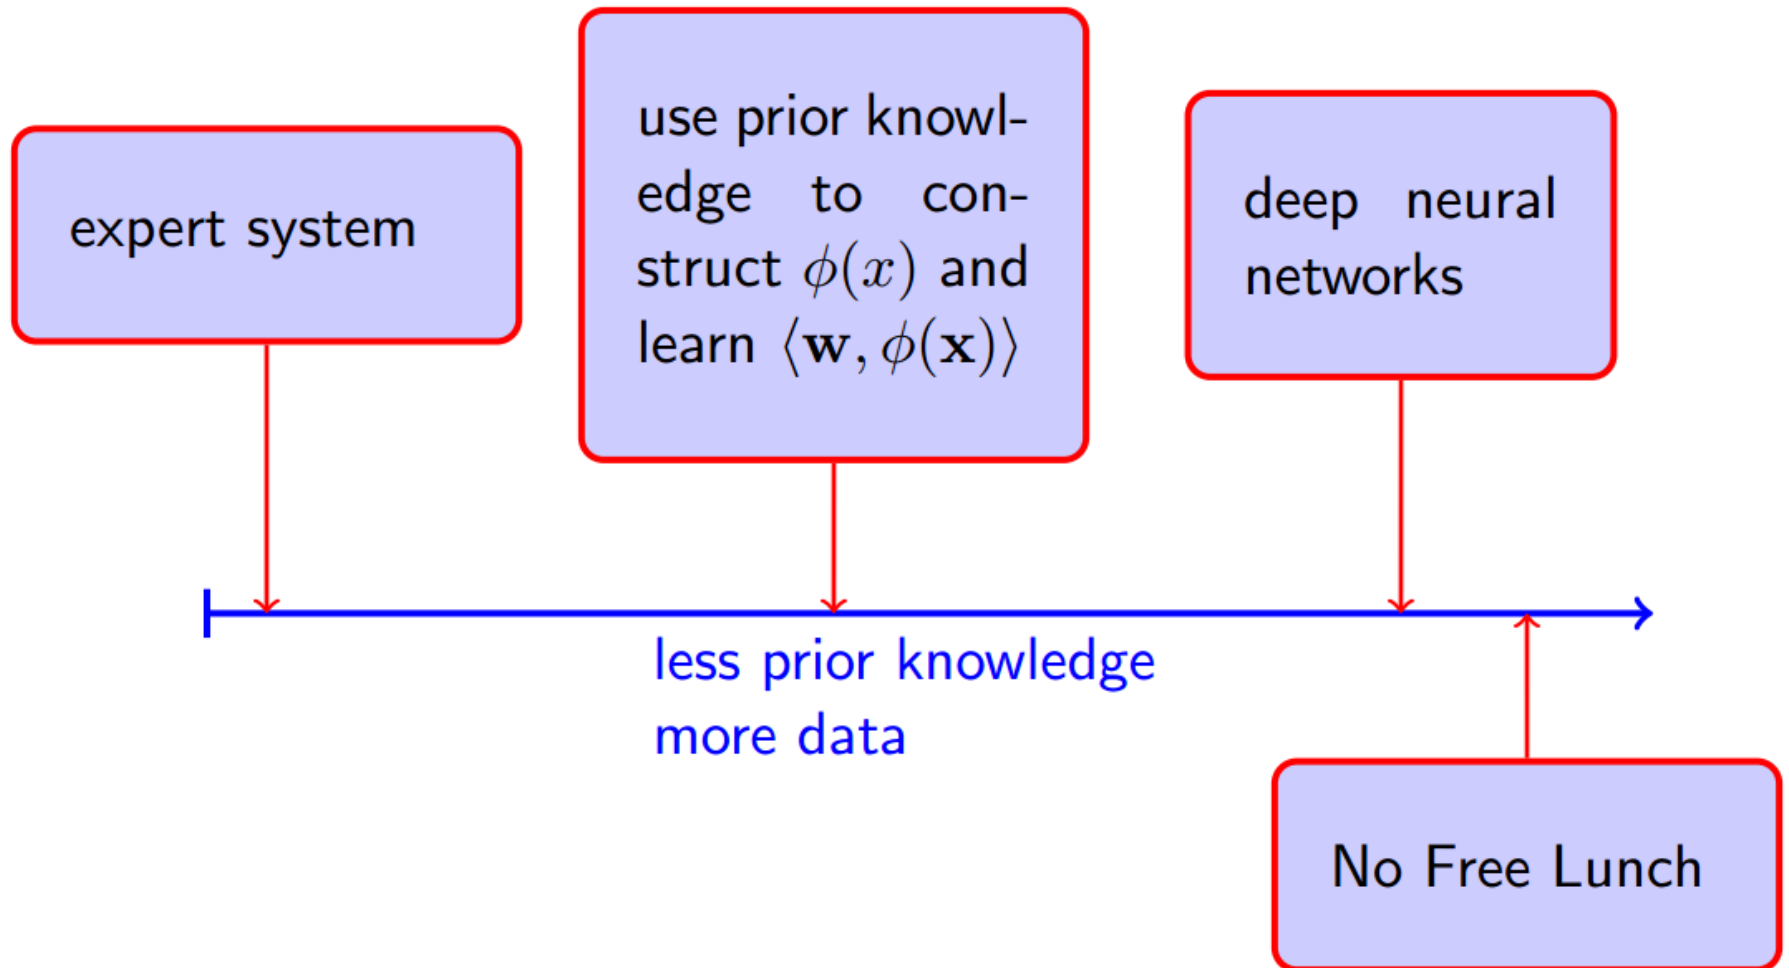 expert system
use prior knowl-
edge to con-
struct ϕ(x) and
learn ⟨w, ϕ(x)⟩
deep neural
networks
less prior knowledge
more data
No Free Lunch